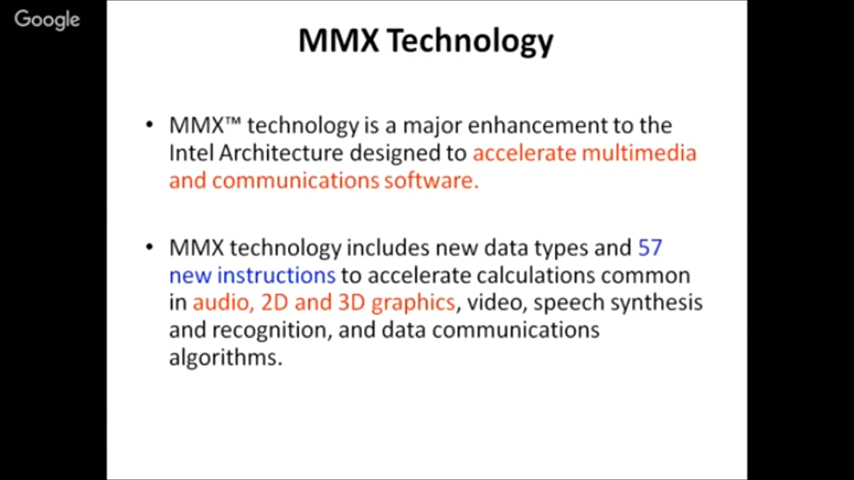 Google
MMX Technology
• MMX™ technology is a major enhancement to the
Intel Architecture designed to accelerate multimedia
and communications software.
• MMX technology includes new data types and 57
new instructions to accelerate calculations common
in audio, 2D and 3D graphics, video, speech synthesis
and recognition, and data communications
algorithms.